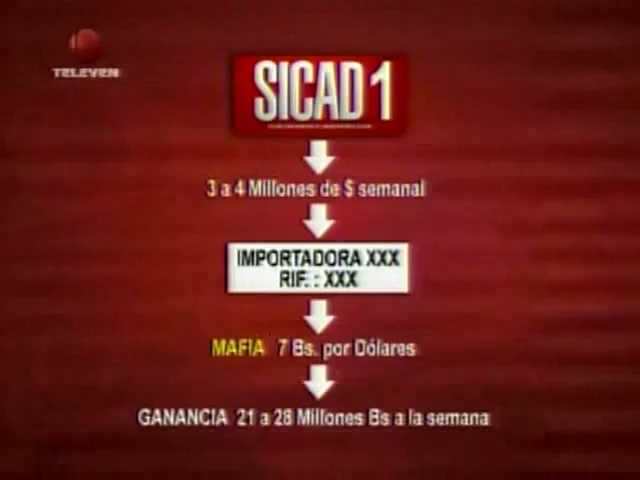 TELEVEN
SICAD 1
3 a 4 Millones de $ semanal
IMPORTADORA XXX
RIF. : XXX
MAFIA 7 Bs. por Dólares
GANANCIA 21 a 28 Millones Bs a la semana